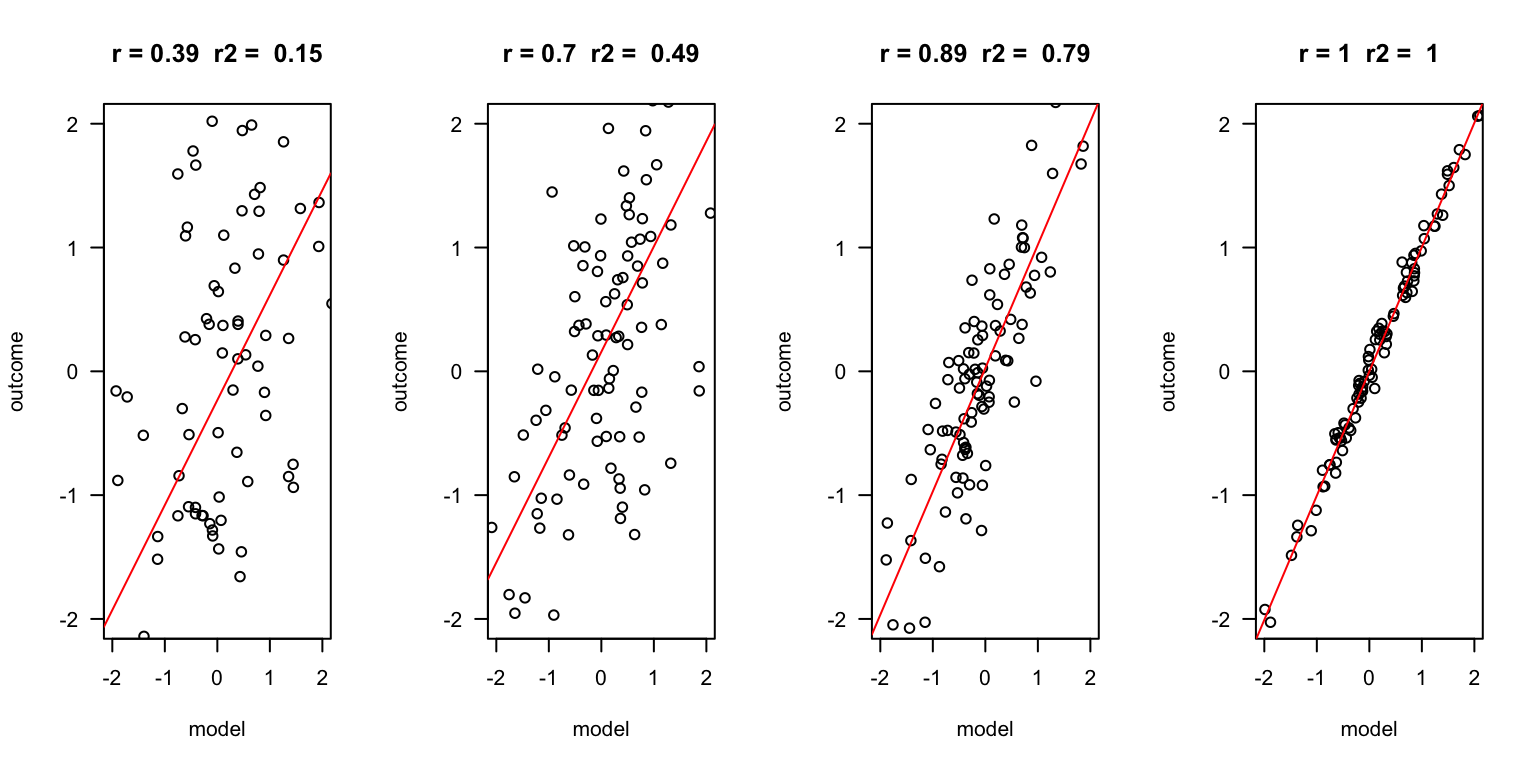 r = 0.39  r2 =  0.15
outcome
2
1
0
-1
-2
-2 -1 0 1 2
model
r = 0.7  r2 =  0.49
outcome
2
1
0
-1
-2
-2 -1 0 1 2
model
r = 0.89  r2 =  0.79
outcome
2
1
0
-1
-2
-2 -1 0 1 2
model
r = 1  r2 =  1
outcome
2
1
0
-1
-2
-2 -1 0 1 2
model